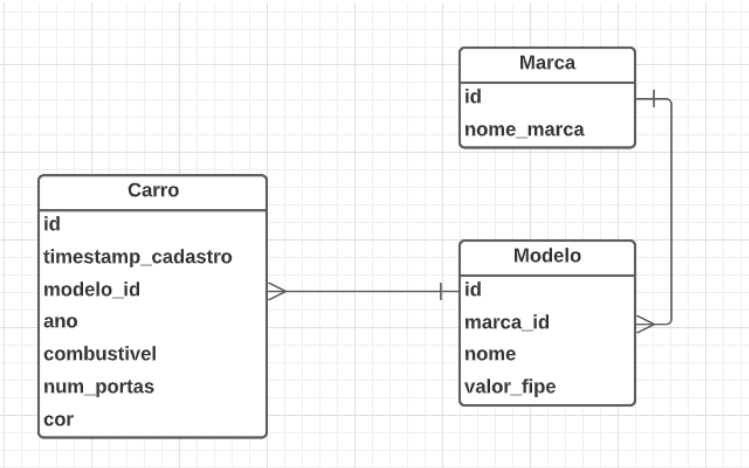 Marca
id
nome_marca
Carro
id
timestamp_cadastro
modelo_id
ano
combustivel
num_portas
cor
Modelo
id
marca_id
nome
valor_fipe